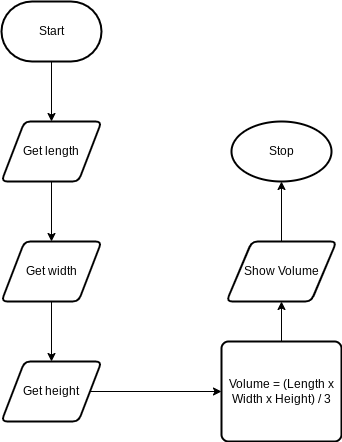 Start
Get length
Get width
Get height
Volume = (Length x
Width x Height) / 3
Show Volume
Stop